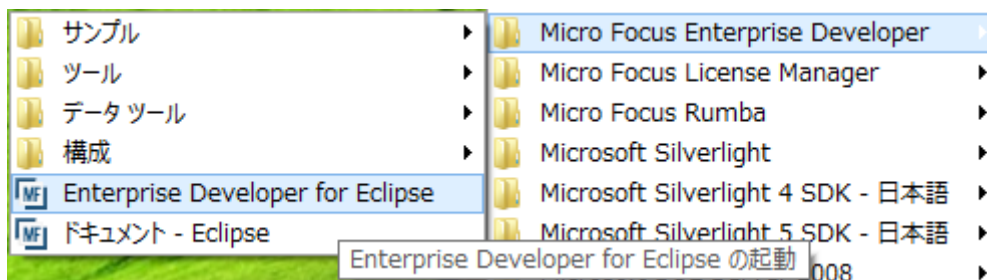 サンプル
ツール
データ ツール
構成
Enterprise Developer for Eclipse
ドキュメント - Eclipse
Micro Focus Enterprise Developer
Micro Focus License Manager
Micro Focus Rumba
Microsoft Silverlight
Microsoft Silverlight 4 SDK - 日本語
Microsoft Silverlight 5 SDK - 日本語
Enterprise Developer for Eclipse の起動
008